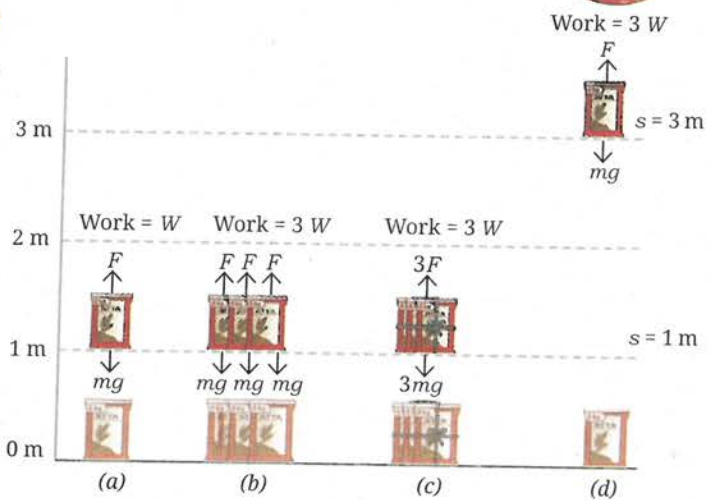 Work = 3 W
F
s = 3 m
mg
3 m
Work = W
Work = 3 W
Work = 3 W
2 m
F
F F F
3F
s = 1 m
1 m
mg
mg mg mg
3mg
0 m
(a)
(b)
(c)
(d)